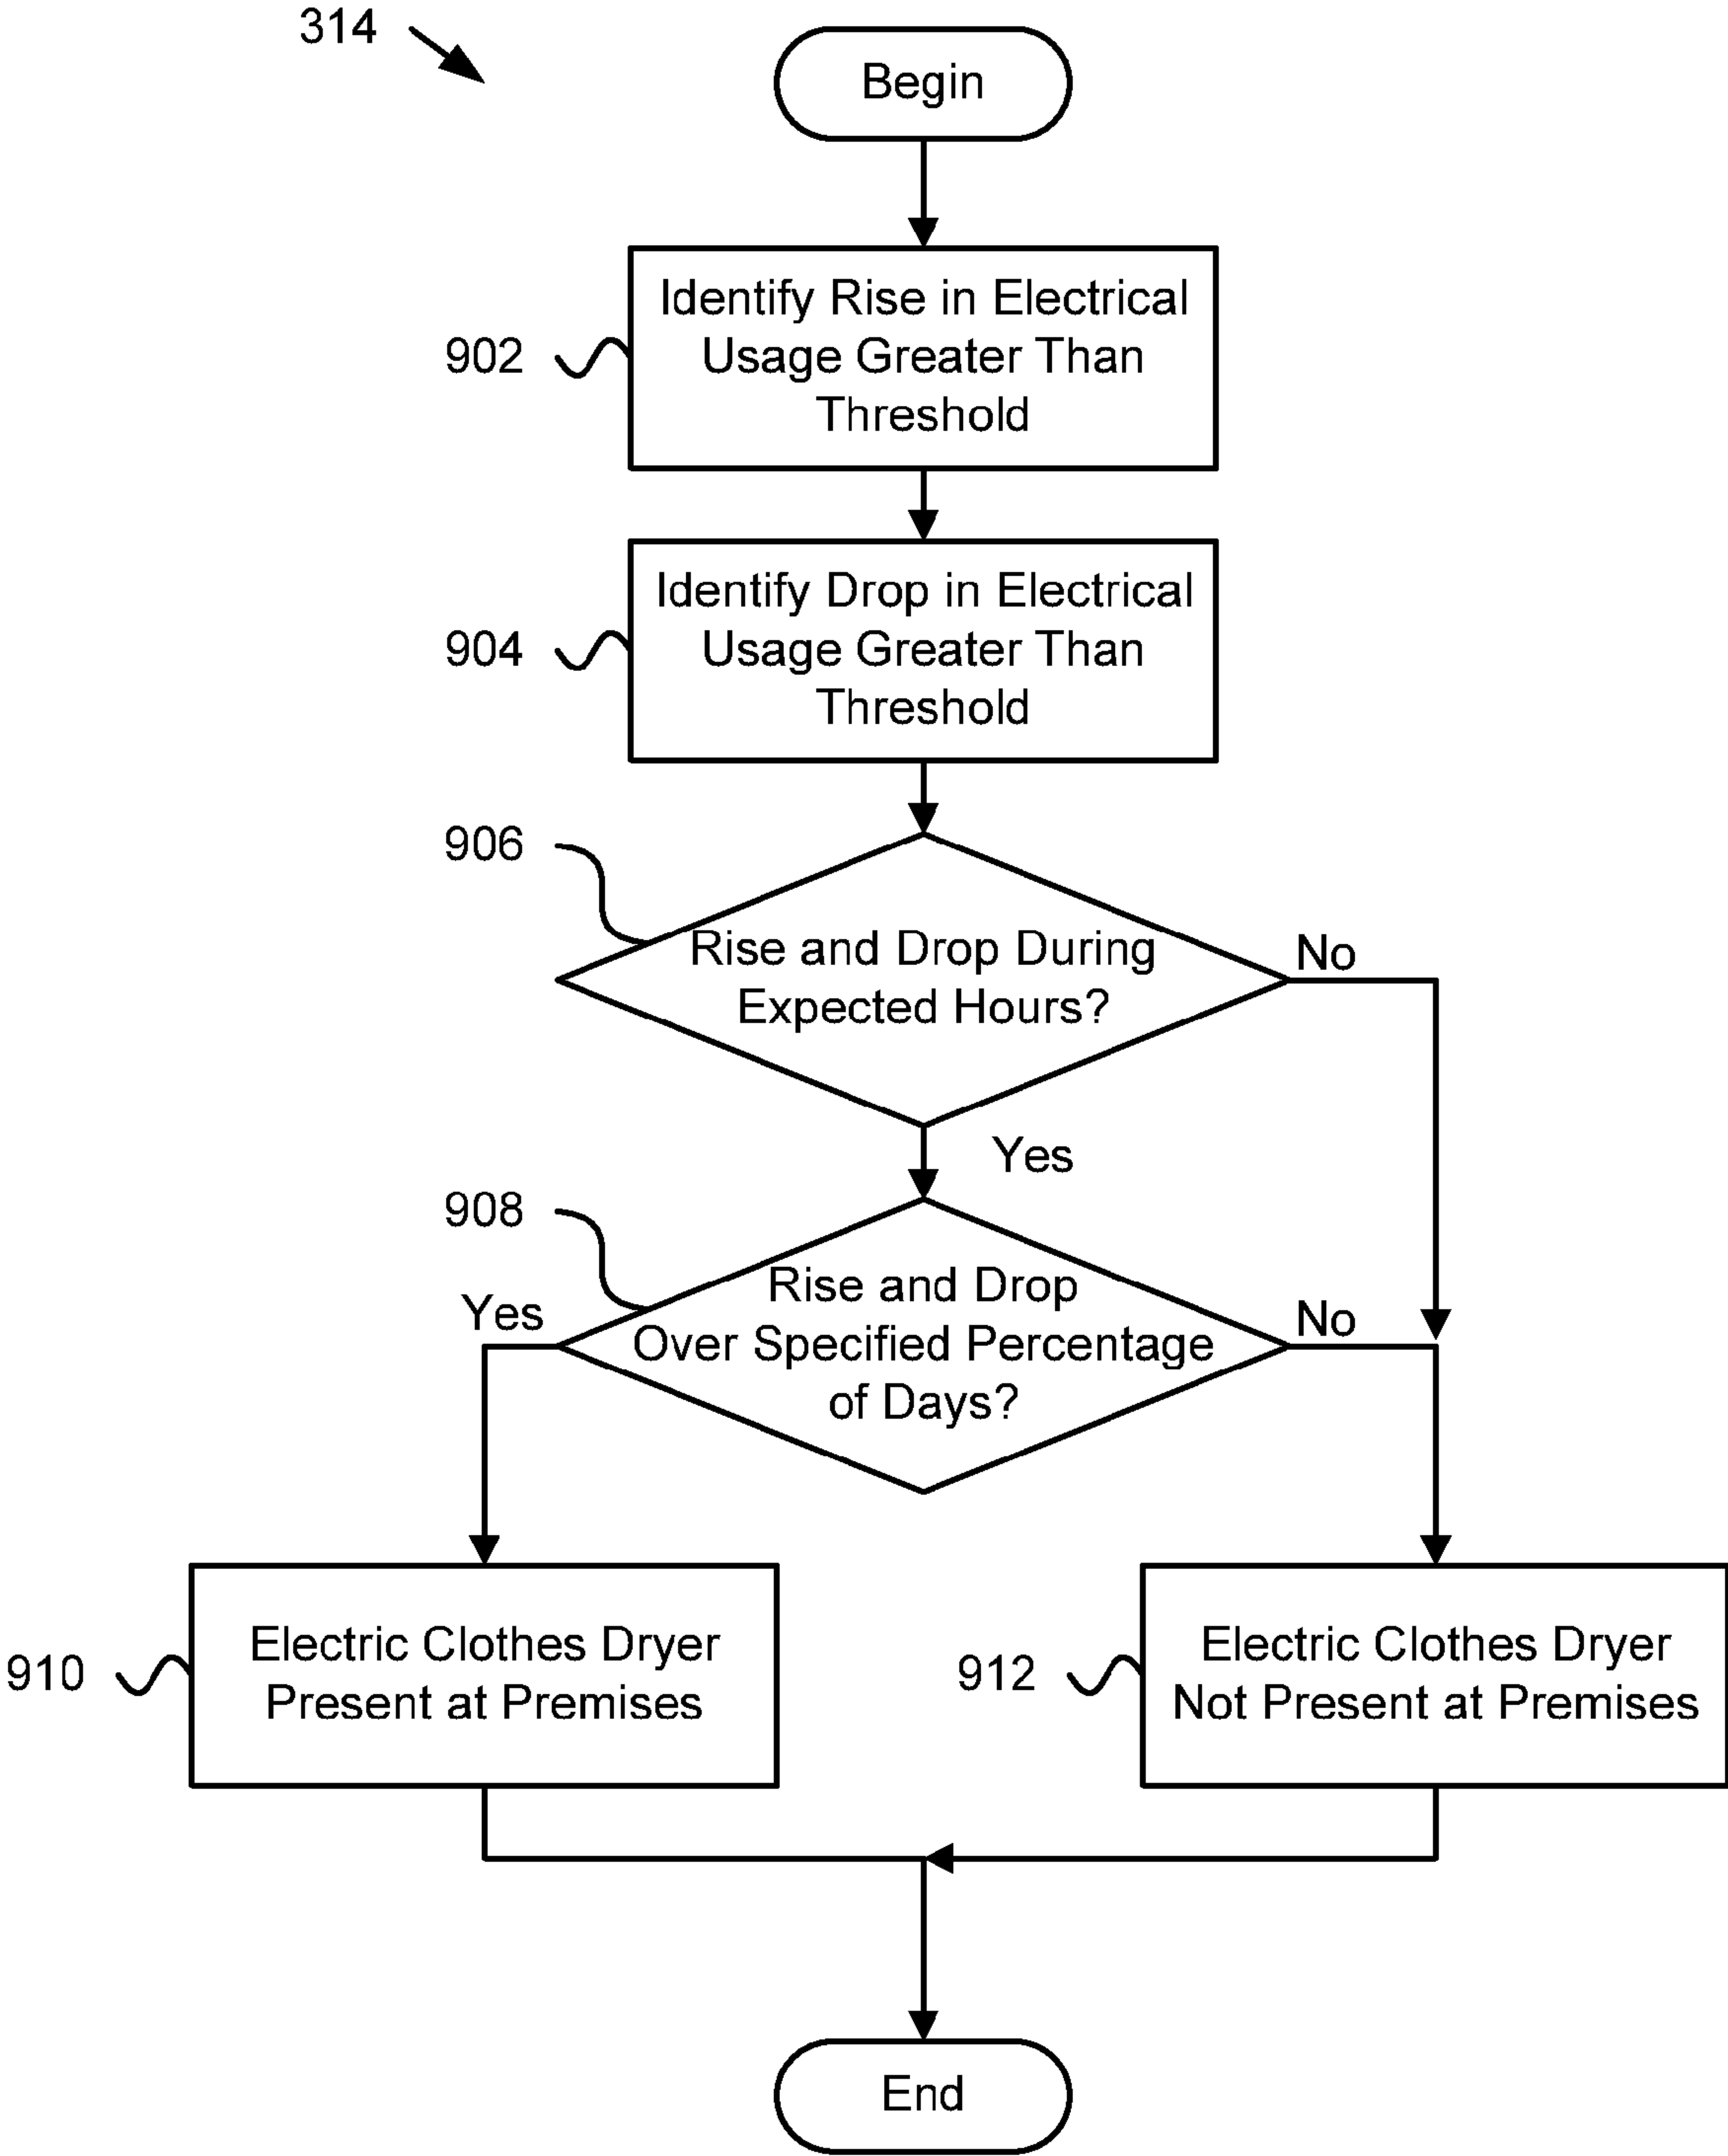 314
Begin
902
Identify Rise in Electrical
Usage Greater Than
Threshold
904
Identify Drop in Electrical
Usage Greater Than
Threshold
906
Rise and Drop During
Expected Hours?
No
Yes
908
Rise and Drop
Over Specified Percentage
of Days?
Yes
No
910
Electric Clothes Dryer
Present at Premises
912
Electric Clothes Dryer
Not Present at Premises
End